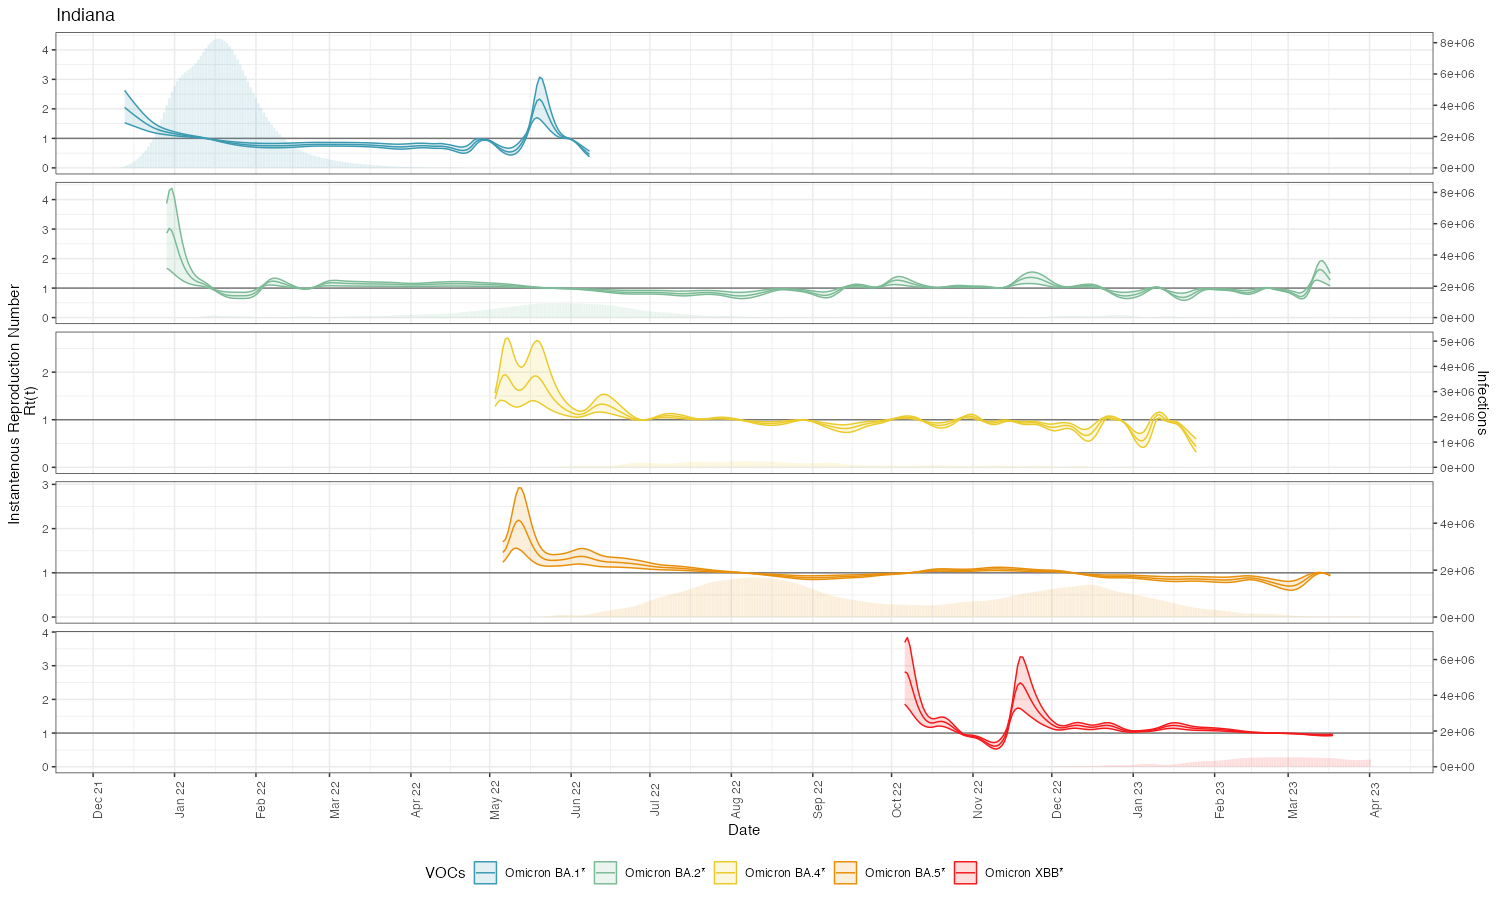 Indiana
4
3
2
1
0
8e+06
6e+06
4e+06
2e+06
0e+00
4
3
2
1
0
8e+06
6e+06
4e+06
2e+06
0e+00
2
1
0
5e+06
4e+06
3e+06
2e+06
1e+06
0e+00
3
2
1
0
4e+06
2e+06
0e+00
4
3
2
1
0
6e+06
4e+06
2e+06
0e+00
Instantenous Reproduction Number
Rt(t)
Infections
Dec 21
Jan 22
Feb 22
Mar 22
Apr 22
May 22
Jun 22
Jul 22
Aug 22
Sep 22
Oct 22
Nov 22
Dec 22
Jan 23
Feb 23
Mar 23
Apr 23
Date
VOCs Omicron BA.1* Omicron BA.2* Omicron BA.4* Omicron BA.5* Omicron XBB*